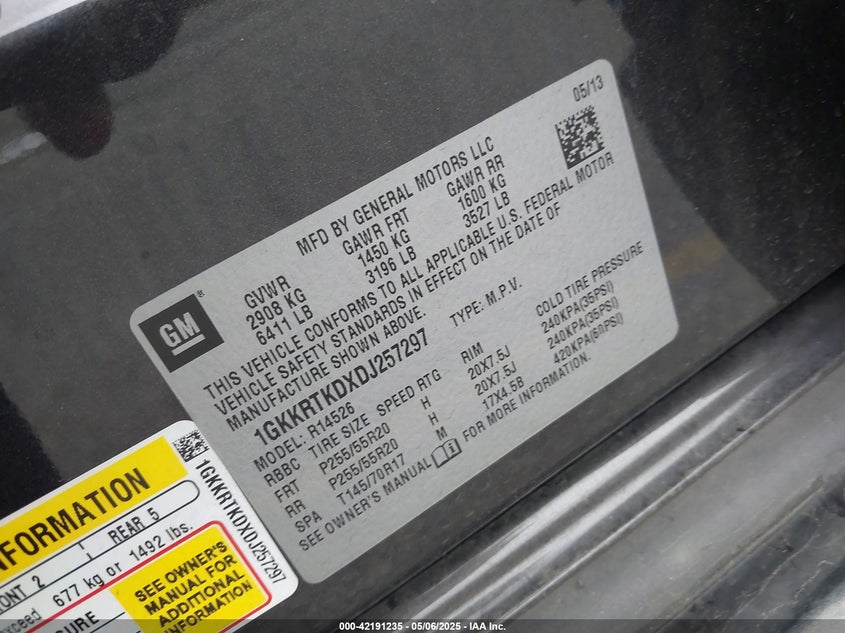 05/13
MFD BY GENERAL MOTORS LLC
GVWR GAWR FRT GAWR RR
2908 KG 1450 KG 1600 KG
6411 LB 3196 LB 3527 LB
GM®
THIS VEHICLE CONFORMS TO ALL APPLICABLE U.S. FEDERAL MOTOR
VEHICLE SAFETY STANDARDS IN EFFECT ON THE DATE OF
MANUFACTURE SHOWN ABOVE.
1GKKRTKDXDJ257297 TYPE: M.P.V.
MODEL: R14526
RBBC TIRE SIZE SPEED RTG RIM COLD TIRE PRESSURE
FRT P255/55R20 H 20X7.5J 240KPA(35PSI)
RR P255/55R20 H 20X7.5J 240KPA(35PSI)
SPA T145/70R17 M 17X4.5B 420KPA(60PSI)
SEE OWNER'S MANUAL FOR MORE INFORMATION.
1GKKRTKDXDJ257297
NFORMATION
ONT 2 REAR 5
exceed 677 kg or 1492 lbs.
SURE
SEE OWNER'S
MANUAL FOR
ADDITIONAL
INFORMATION
000-42191235 - 05/06/2025 - IAA Inc.